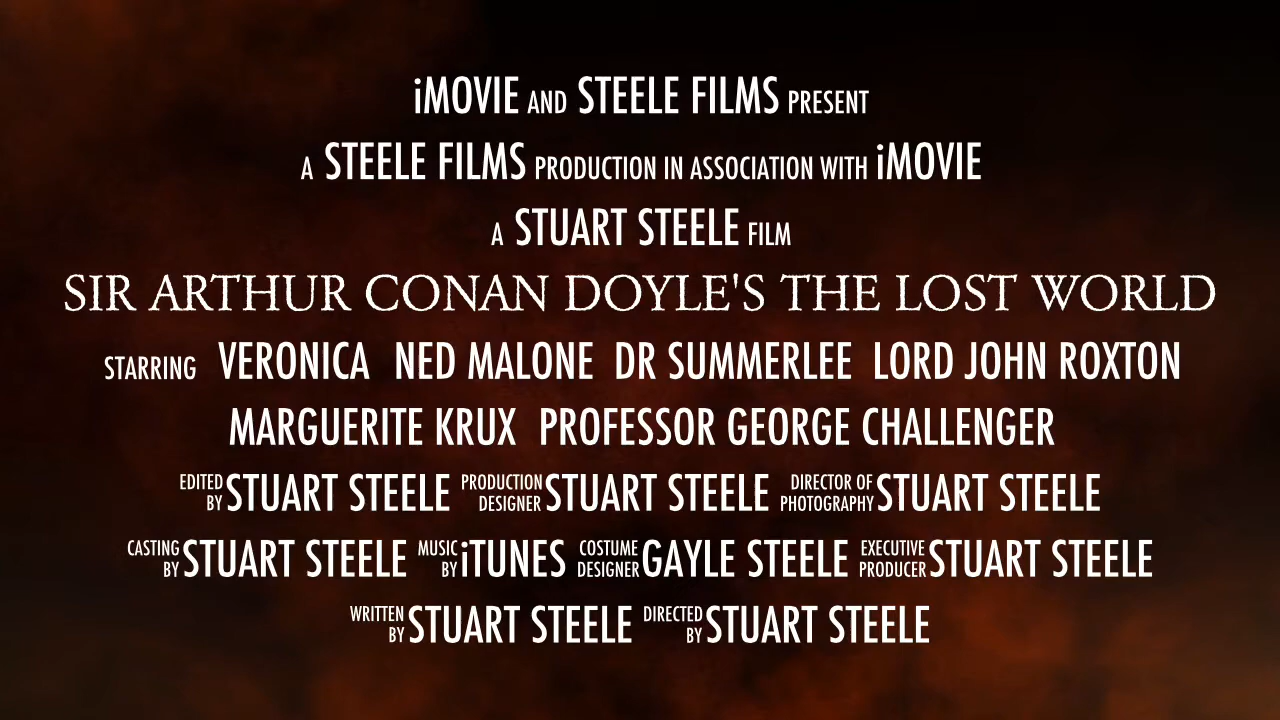 iMOVIE AND STEELE FILMS PRESENT
A STEELE FILMS PRODUCTION IN ASSOCIATION WITH iMOVIE
A STUART STEELE FILM
SIR ARTHUR CONAN DOYLE'S THE LOST WORLD
STARRING VERONICA NED MALONE DR SUMMERLEE LORD JOHN ROXTON
MARGUERITE KRUX PROFESSOR GEORGE CHALLENGER
EDITED BY STUART STEELE PRODUCTION DESIGNER STUART STEELE DIRECTOR OF PHOTOGRAPHY STUART STEELE
CASTING BY STUART STEELE MUSIC BY iTUNES COSTUME DESIGNER GAYLE STEELE EXECUTIVE PRODUCER STUART STEELE
WRITTEN BY STUART STEELE DIRECTED BY STUART STEELE